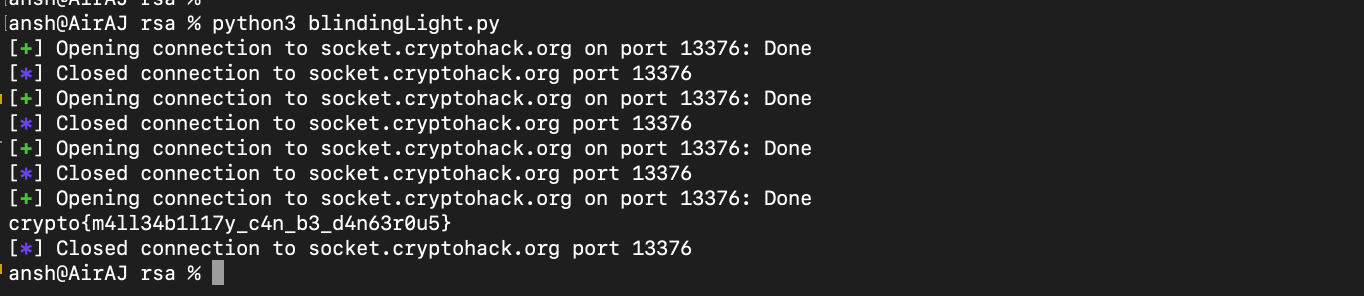 ansh@AirAJ rsa %
[ansh@AirAJ rsa % python3 blindingLight.py
[+] Opening connection to socket.cryptohack.org on port 13376: Done
[*] Closed connection to socket.cryptohack.org port 13376
[+] Opening connection to socket.cryptohack.org on port 13376: Done
[*] Closed connection to socket.cryptohack.org port 13376
[+] Opening connection to socket.cryptohack.org on port 13376: Done
[*] Closed connection to socket.cryptohack.org port 13376
[+] Opening connection to socket.cryptohack.org on port 13376: Done
crypto{m4ll34b1l17y_c4n_b3_d4n63r0u5}
[*] Closed connection to socket.cryptohack.org port 13376
ansh@AirAJ rsa %